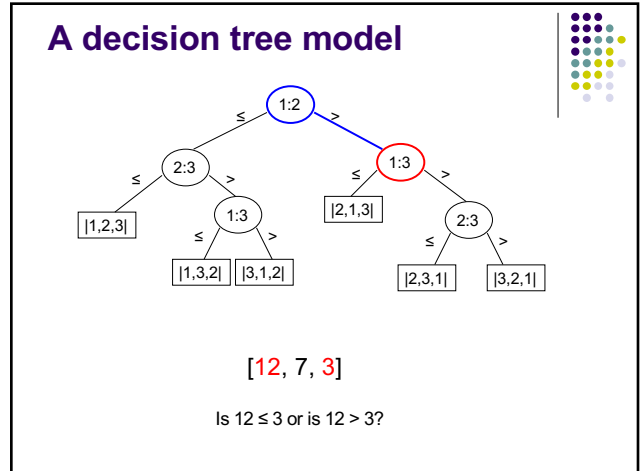 A decision tree model
1:2
≤ >
2:3 1:3
≤ > ≤ >
|1,2,3| 1:3 |2,1,3| 2:3
≤ > ≤ >
|1,3,2| |3,1,2| |2,3,1| |3,2,1|
[12, 7, 3]
Is 12 ≤ 3 or is 12 > 3?